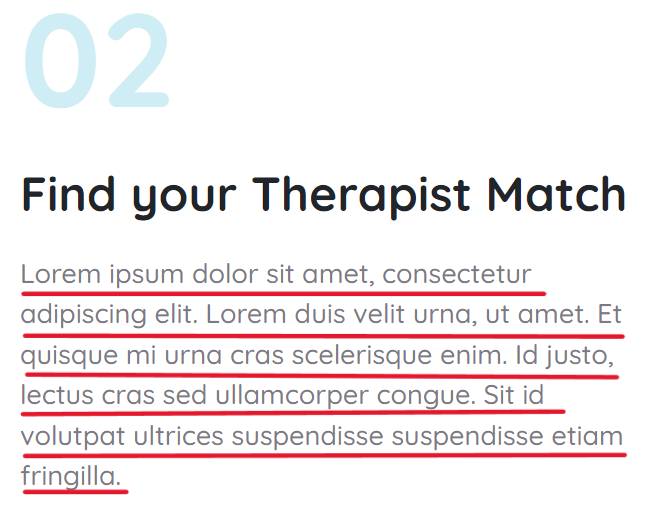 02
Find your Therapist Match
Lorem ipsum dolor sit amet, consectetur
adipiscing elit. Lorem duis velit urna, ut amet. Et
quisque mi urna cras scelerisque enim. Id justo,
lectus cras sed ullamcorper congue. Sit id
volutpat ultrices suspendisse suspendisse etiam
fringilla.